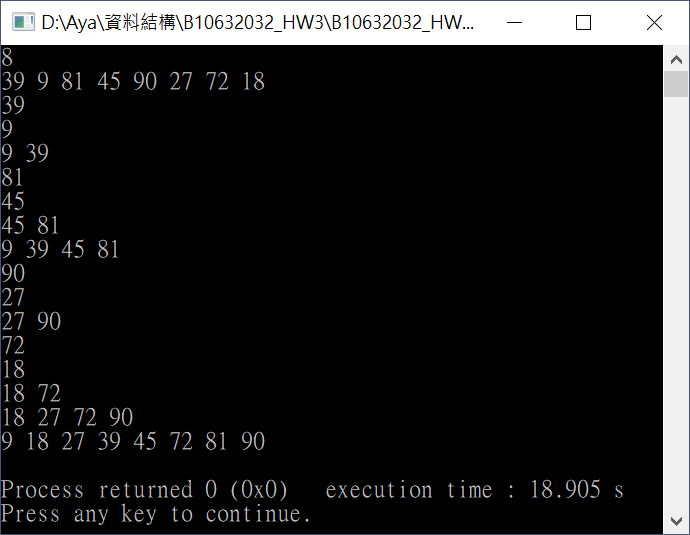 D:\Aya\資料結構\B10632032_HW3\B10632032_HW...
8
39 9 81 45 90 27 72 18
39
9
9 39
81
45
45 81
9 39 45 81
90
27
27 90
72
18
18 72
18 27 72 90
9 18 27 39 45 72 81 90
Process returned 0 (0x0)   execution time : 18.905 s
Press any key to continue.